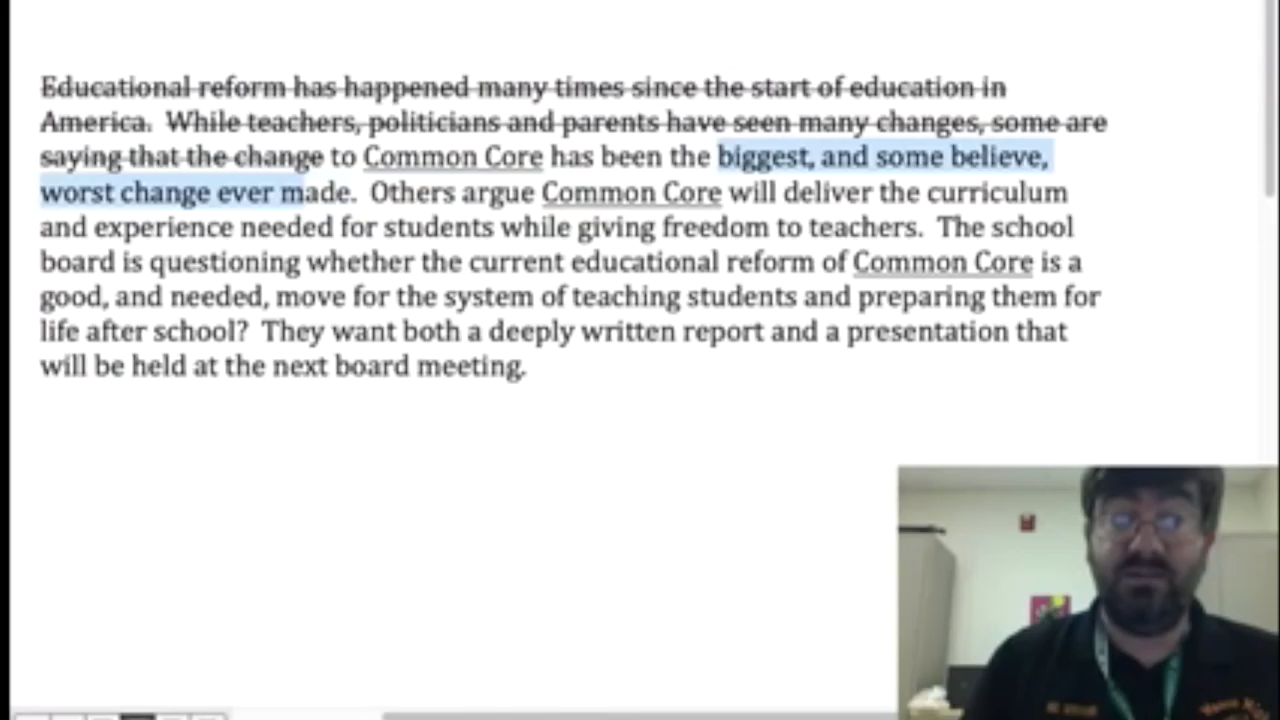 Educational reform has happened many times since the start of education in
America.  While teachers, politicians and parents have seen many changes, some are
saying that the change to Common Core has been the biggest, and some believe,
worst change ever made.  Others argue Common Core will deliver the curriculum
and experience needed for students while giving freedom to teachers.  The school
board is questioning whether the current educational reform of Common Core is a
good, and needed, move for the system of teaching students and preparing them for
life after school?  They want both a deeply written report and a presentation that
will be held at the next board meeting.